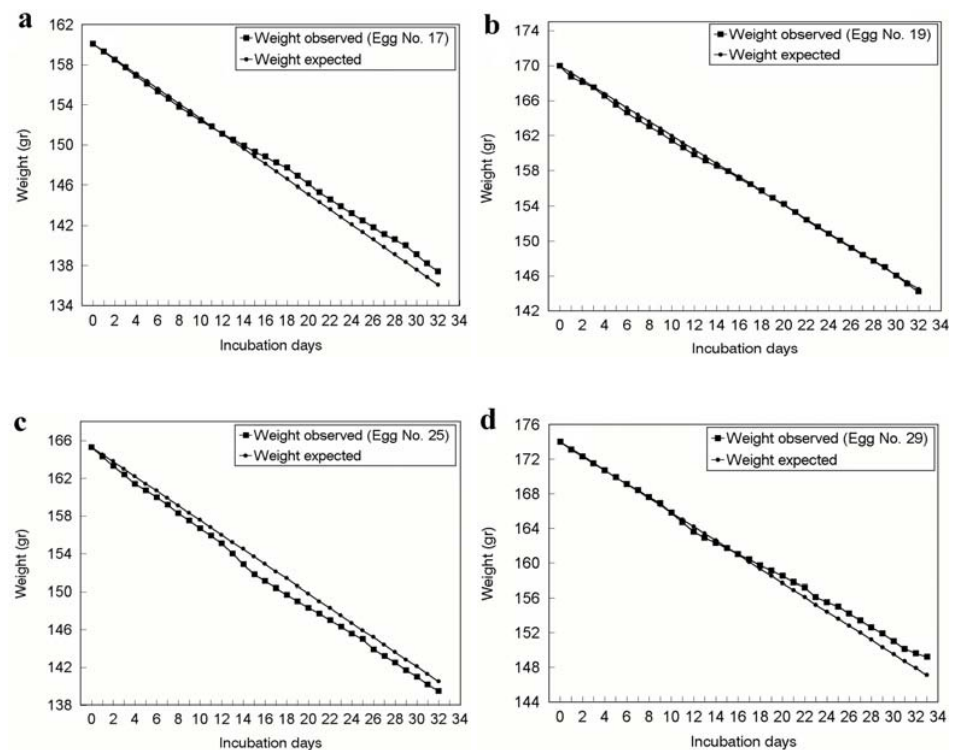 a
162
158
154
150
146
142
138
134
Weight (gr)
Weight observed (Egg No. 17)
Weight expected
0 2 4 6 8 10 12 14 16 18 20 22 24 26 28 30 32 34
Incubation days
b
174
170
166
162
158
154
150
146
142
Weight (gr)
Weight observed (Egg No. 19)
Weight expected
0 2 4 6 8 10 12 14 16 18 20 22 24 26 28 30 32 34
Incubation days
c
166
162
158
154
150
146
142
138
Weight (gr)
Weight observed (Egg No. 25)
Weight expected
0 2 4 6 8 10 12 14 16 18 20 22 24 26 28 30 32 34
Incubation days
d
176
172
168
164
160
156
152
148
144
Weight (gr)
Weight observed (Egg No. 29)
Weight expected
0 2 4 6 8 10 12 14 16 18 20 22 24 26 28 30 32 34
Incubation days